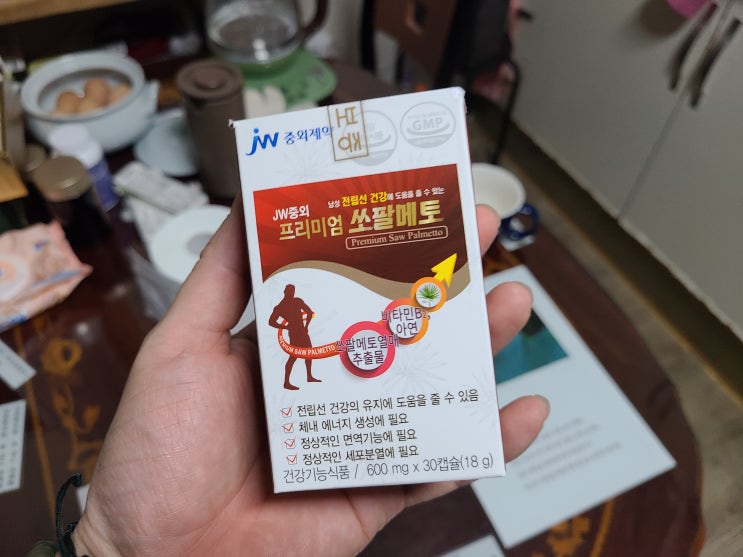 JW 중외제약
GMP
남성 전립선 건강에 도움을 줄 수 있는
JW중외
프리미엄 쏘팔메토
Premium Saw Palmetto
비타민B1
아연
쏘팔메토열매
추출물
PREMIUM SAW PALMETTO
전립선 건강의 유지에 도움을 줄 수 있음
체내 에너지 생성에 필요
정상적인 면역기능에 필요
정상적인 세포분열에 필요
건강기능식품 / 600 mg x 30캡슐(18 g)